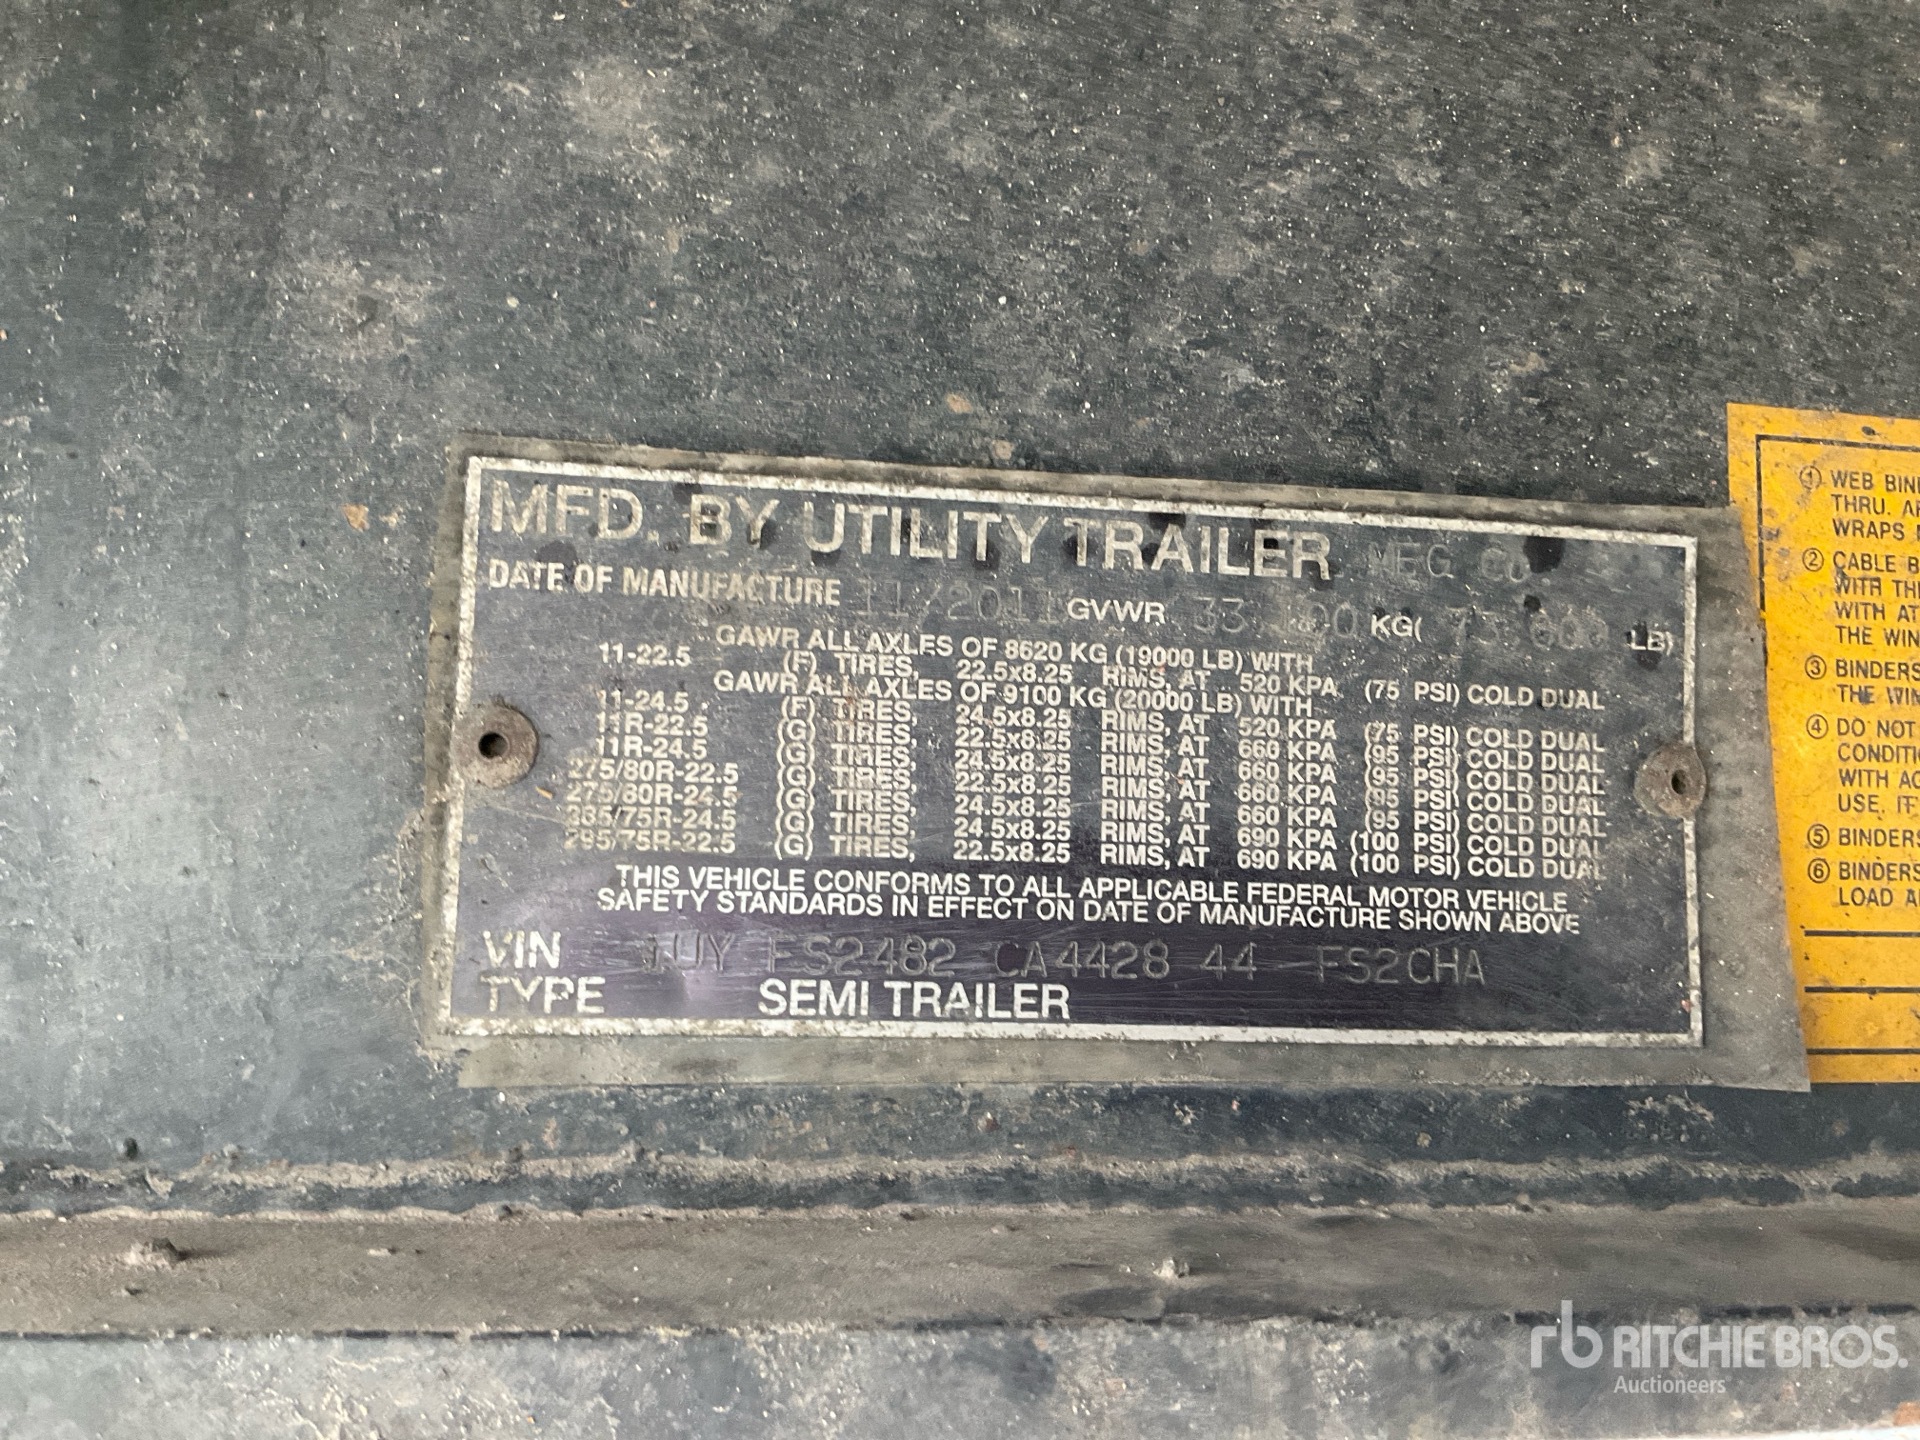 MFD. BY UTILITY TRAILER MFG CO.
DATE OF MANUFACTURE 11/2011 GVWR KG( LB)
GAWR ALL AXLES OF 8620 KG (19000 LB) WITH
11-22.5 (F) TIRES, 22.5x8.25 RIMS, AT 520 KPA (75 PSI) COLD DUAL
GAWR ALL AXLES OF 9100 KG (20000 LB) WITH
11-24.5 (F) TIRES, 24.5x8.25 RIMS, AT 520 KPA (75 PSI) COLD DUAL
11R-22.5 (G) TIRES, 22.5x8.25 RIMS, AT 660 KPA (95 PSI) COLD DUAL
11R-24.5 (G) TIRES, 24.5x8.25 RIMS, AT 660 KPA (95 PSI) COLD DUAL
275/80R-22.5 (G) TIRES, 22.5x8.25 RIMS, AT 660 KPA (95 PSI) COLD DUAL
275/80R-24.5 (G) TIRES, 24.5x8.25 RIMS, AT 660 KPA (95 PSI) COLD DUAL
(G) TIRES, 24.5x8.25 RIMS, AT 690 KPA (100 PSI) COLD DUAL
295/75R-22.5 (G) TIRES, 22.5x8.25 RIMS, AT 690 KPA (100 PSI) COLD DUAL
THIS VEHICLE CONFORMS TO ALL APPLICABLE FEDERAL MOTOR VEHICLE
SAFETY STANDARDS IN EFFECT ON DATE OF MANUFACTURE SHOWN ABOVE
VIN 1UY FS2482 CA4428 44 FS2CHA
TYPE SEMI TRAILER
① WEB BIN
THRU. A
WRAPS
② CABLE B
WITH TH
WITH AT
THE WIN
③ BINDERS
THE WIN
④ DO NOT
CONDITI
WITH AC
USE. IF
⑤ BINDERS
⑥ BINDERS
LOAD A
rb RITCHIE BROS.
Auctioneers